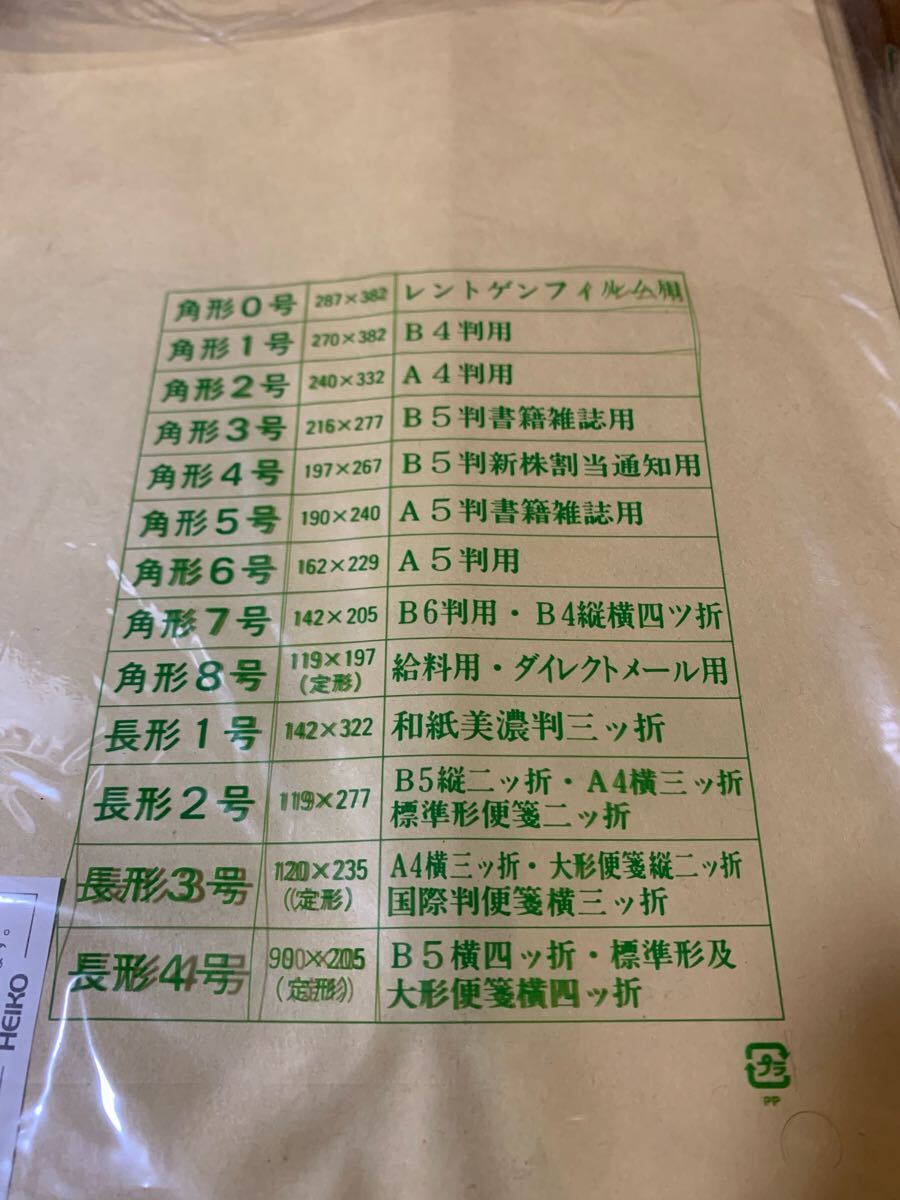 角形0号 287×382 レントゲンフィルム用
角形1号 270×382 B4判用
角形2号 240×332 A4判用
角形3号 216×277 B5判書籍雑誌用
角形4号 197×267 B5判新株割当通知用
角形5号 190×240 A5判書籍雑誌用
角形6号 162×229 A5判用
角形7号 142×205 B6判用・B4縦横四ツ折
角形8号 119×197 給料用・ダイレクトメール用
(定形)
長形1号 142×322 和紙美濃判三ッ折
長形2号 119×277 B5縦二ッ折・A4横三ッ折
標準形便箋二ッ折
長形3号 120×235 A4横三ッ折・大形便箋縦二ッ折
(定形) 国際判便箋横三ッ折
長形4号 90×205 B5横四ッ折・標準形及
(定形) 大形便箋横四ッ折
プラ
PP
HEIKO
す。